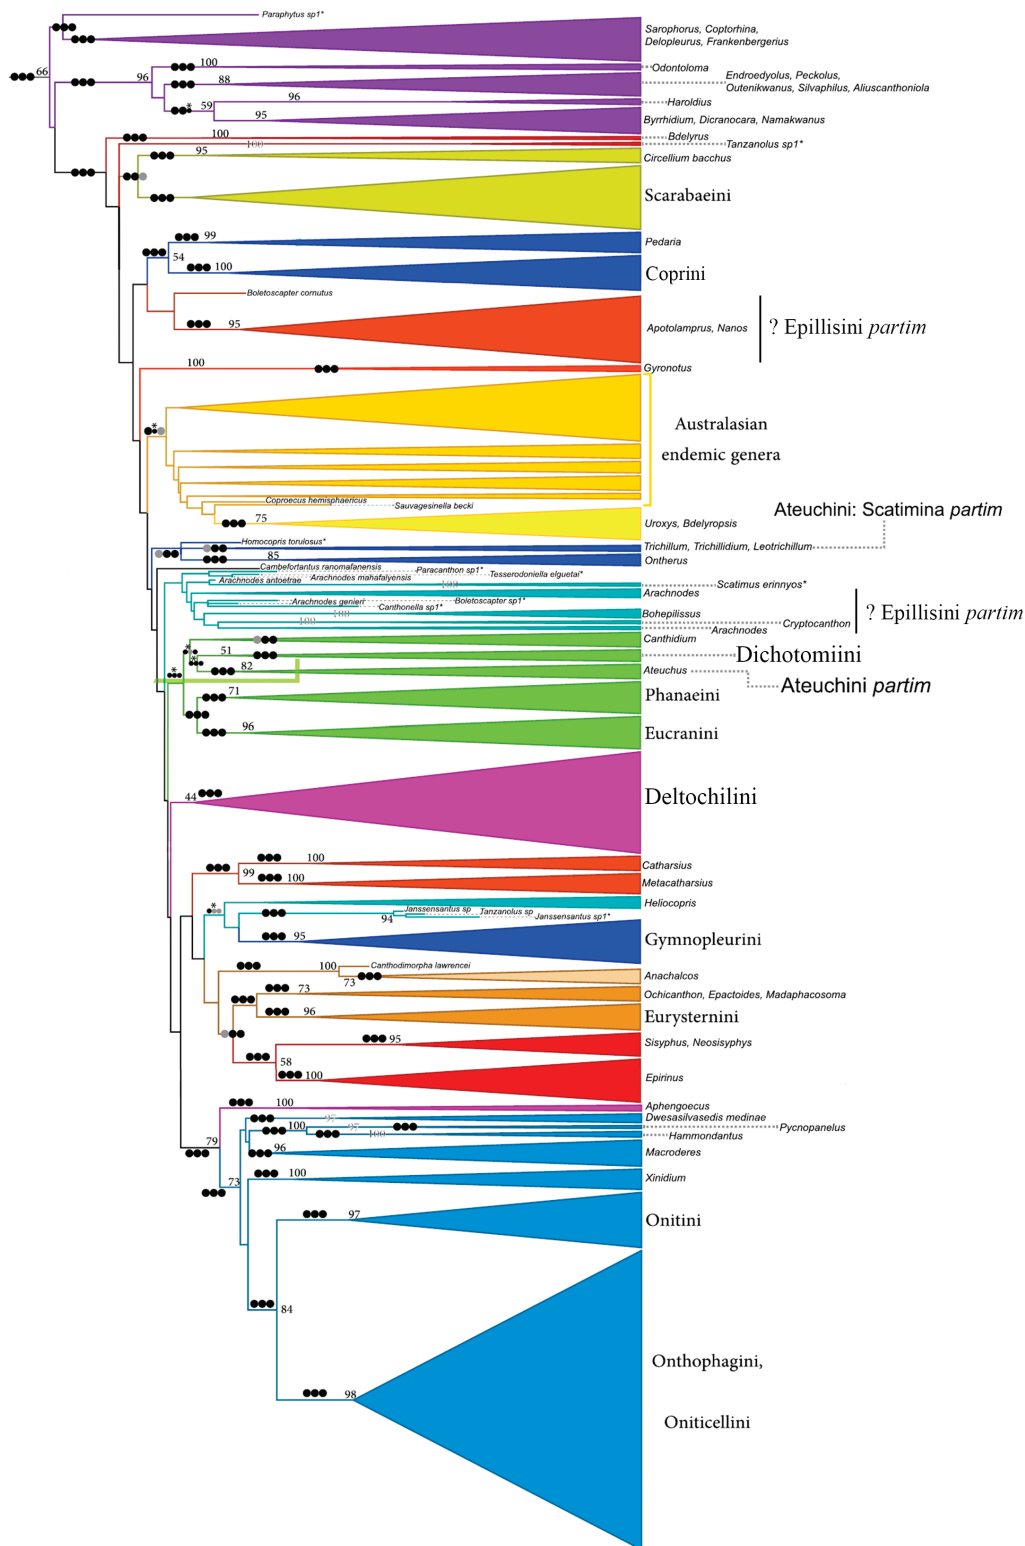 Paraphytus sp1*
Sarophorus, Coptorhina,
Delopleurus, Frankenbergerius
66
100
Odontoloma
96
88
Endroedyolus, Peckolus,
Outenikwanus, Silvaphilus, Aliuscanthoniola
*
59
96
Haroldius
95
Byrrhidium, Dicranocara, Namakwanus
100
Bdelyrus
100
Tanzanolus sp1*
95
Circellium bacchus
Scarabaeini
99
Pedaria
54
100
Coprini
Boletoscapter cornutus
95
Apotolamprus, Nanos
? Epillisini partim
100
Gyronotus
Australasian
*
endemic genera
Coproecus hemisphaericus
Sauvagesinella becki
75
Uroxys, Bdelyropsis
Ateuchini: Scatimina partim
Homocopris torulosus*
Trichillum, Trichillidium, Leotrichillum
85
Ontherus
Cambefortantus ranomafanensis
Paracanthon sp1*
Tesserodoniella elguetai*
Arachnodes antoetrae
Arachnodes mahafalyensis
100
Scatimus erinnyos*
Arachnodes
Arachnodes genieri
Boletoscapter sp1*
Canthonella sp1*
100
Bohepilissus
? Epillisini partim
100
Cryptocanthon
Arachnodes
Canthidium
*
51
Dichotomiini
*
*
82
Ateuchus
Ateuchini partim
71
Phanaeini
96
Eucranini
44
Deltochilini
100
Catharsius
99
100
Metacatharsius
Heliocopris
*
Janssensantus sp
Tanzanolus sp
94
Janssensantus sp1*
95
Gymnopleurini
100
Canthodimorpha lawrencei
73
Anachalcos
73
Ochicanthon, Epactoides, Madaphacosoma
96
Eurysternini
95
Sisyphus, Neosisyphys
58
100
Epirinus
100
Aphengoecus
97
Dwesasilvasedis medinae
100
97
Pycnopanelus
100
Hammondantus
79
96
Macroderes
73
100
Xinidium
97
Onitini
84
Onthophagini,
98
Oniticellini